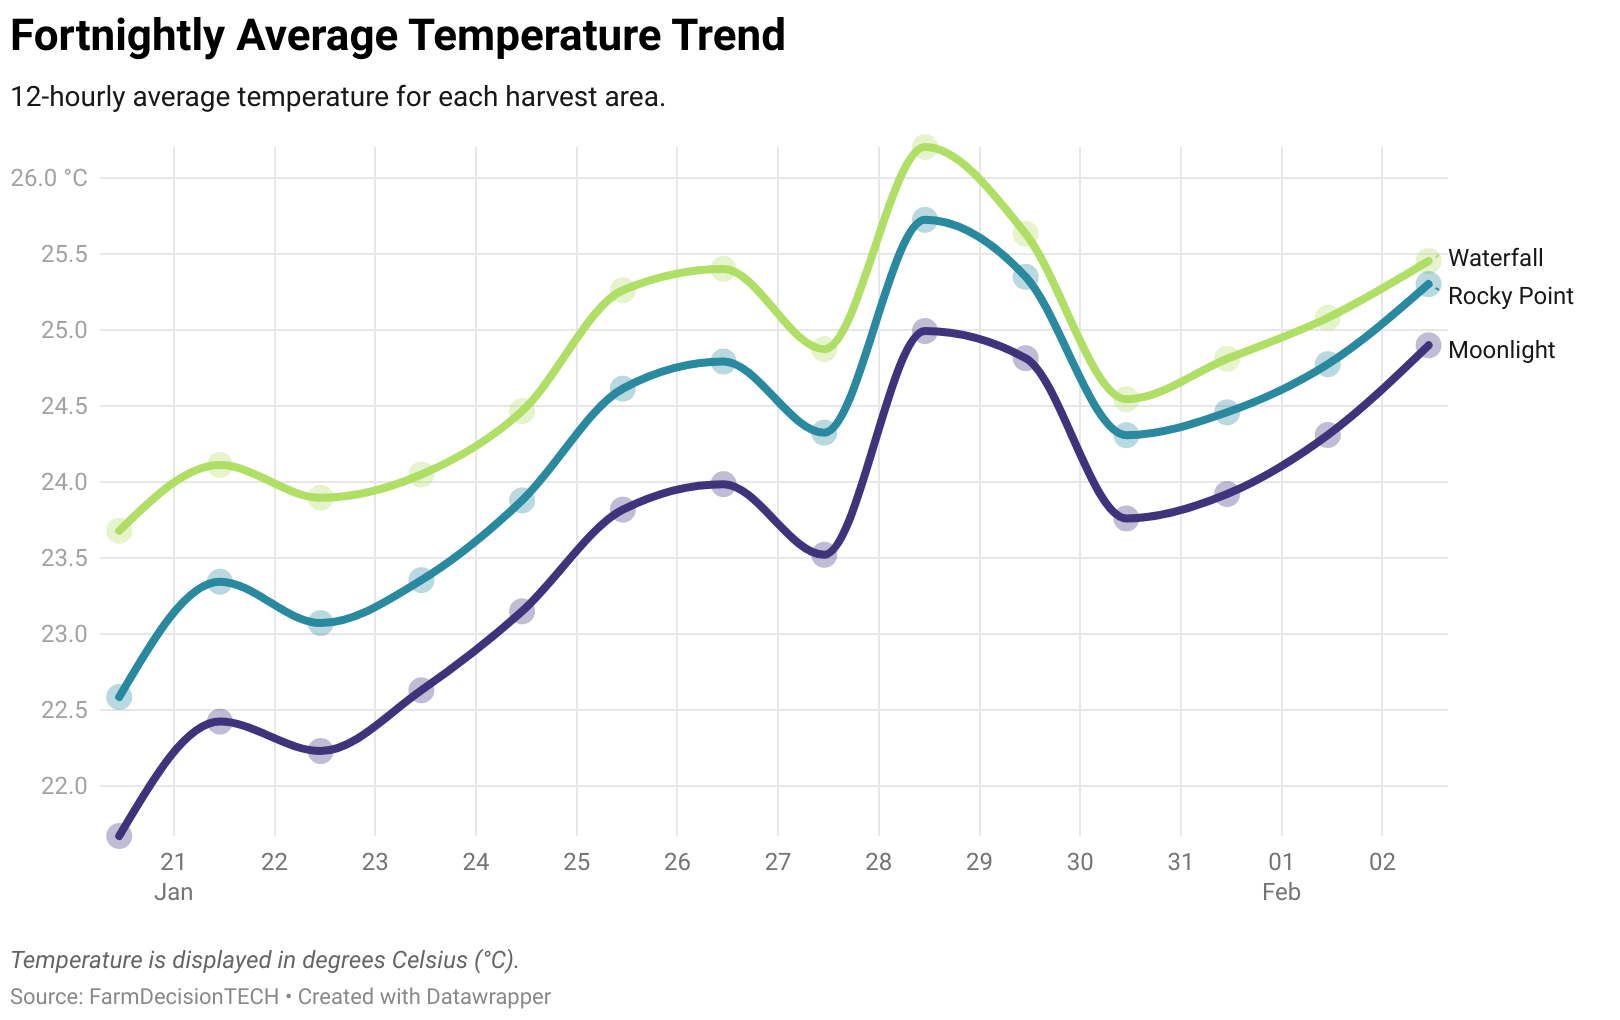 Fortnightly Average Temperature Trend
12-hourly average temperature for each harvest area.
26.0 °C
25.5
25.0
24.5
24.0
23.5
23.0
22.5
22.0
Waterfall
Rocky Point
Moonlight
21 22 23 24 25 26 27 28 29 30 31 01 02
Jan Feb
Temperature is displayed in degrees Celsius (°C).
Source: FarmDecisionTECH • Created with Datawrapper